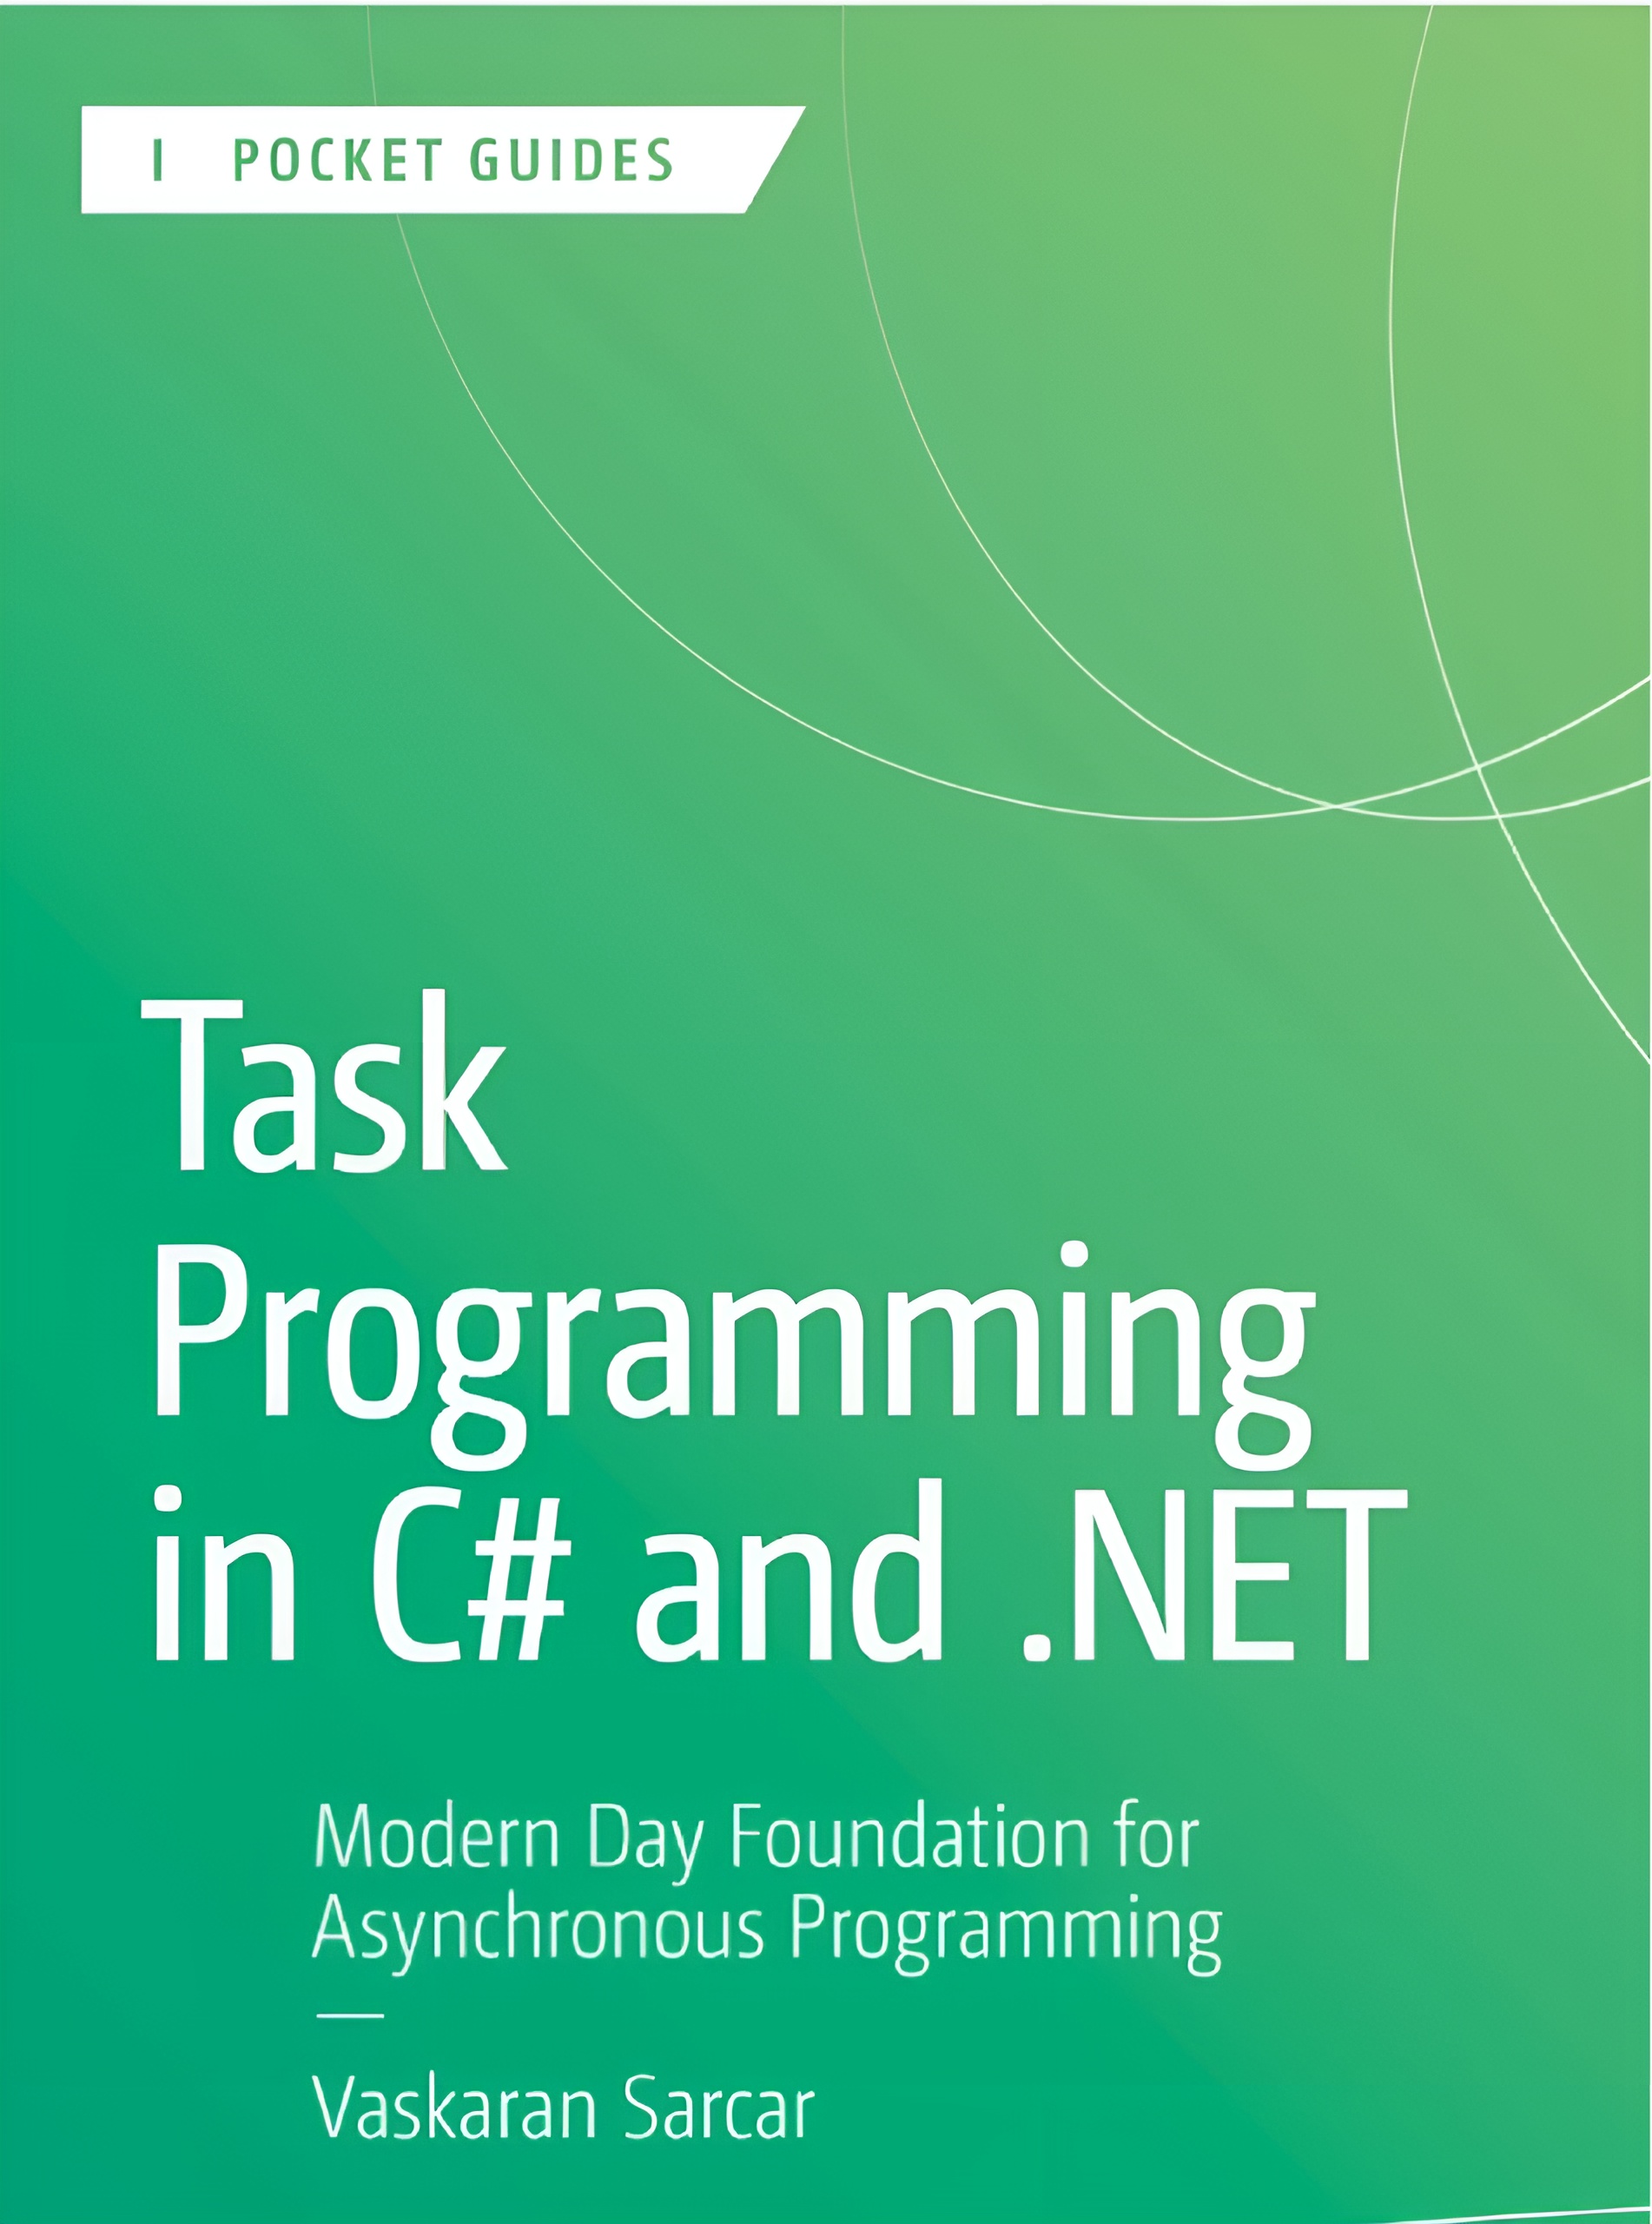 I POCKET GUIDES
Task
Programming
in C# and .NET
Modern Day Foundation for
Asynchronous Programming
Vaskaran Sarcar